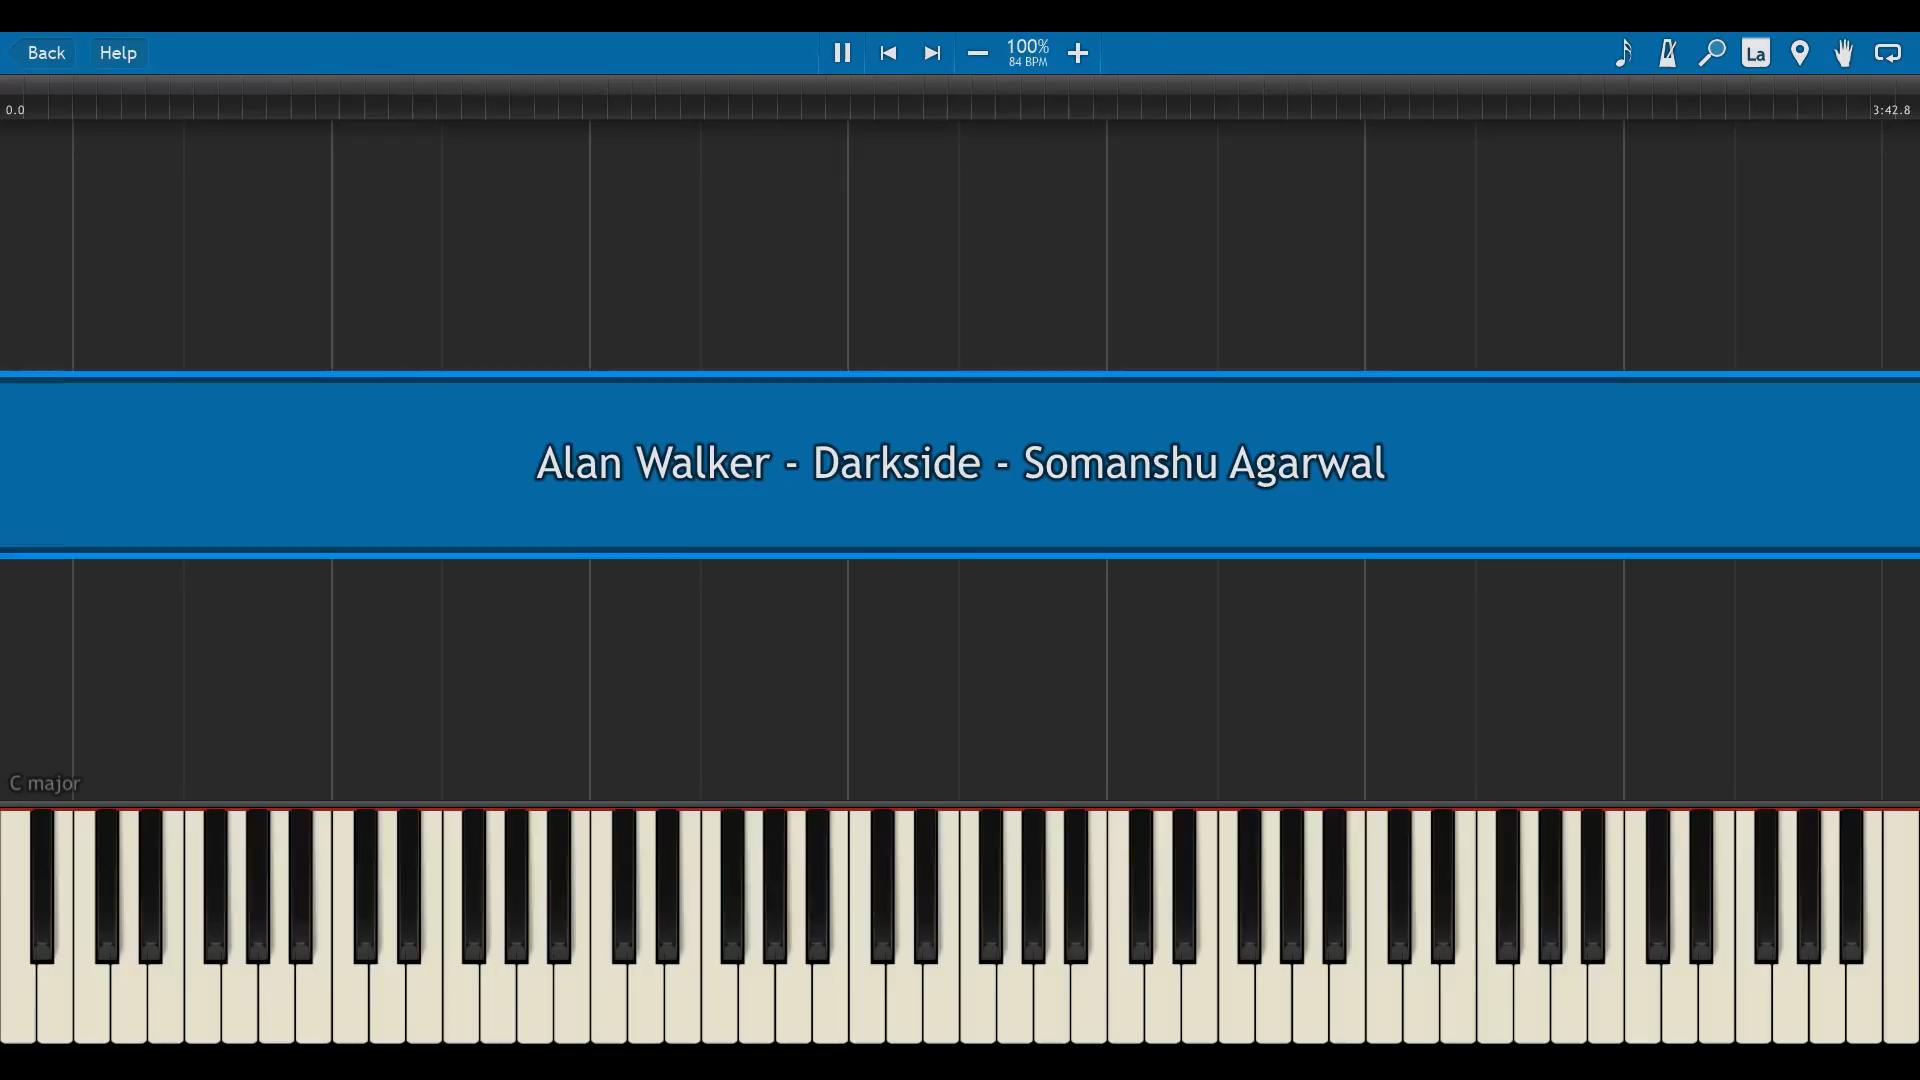 Back Help 100% La
84 BPM
0.0 3:42.8
Alan Walker - Darkside - Somanshu Agarwal
C major